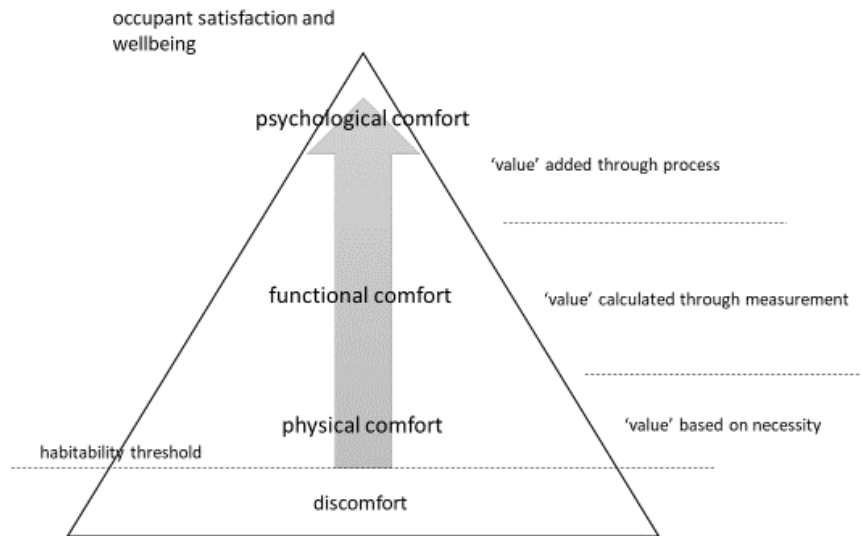 occupant satisfaction and
wellbeing
psychological comfort
‘value’ added through process
functional comfort
‘value’ calculated through measurement
physical comfort
‘value’ based on necessity
habitability threshold
discomfort